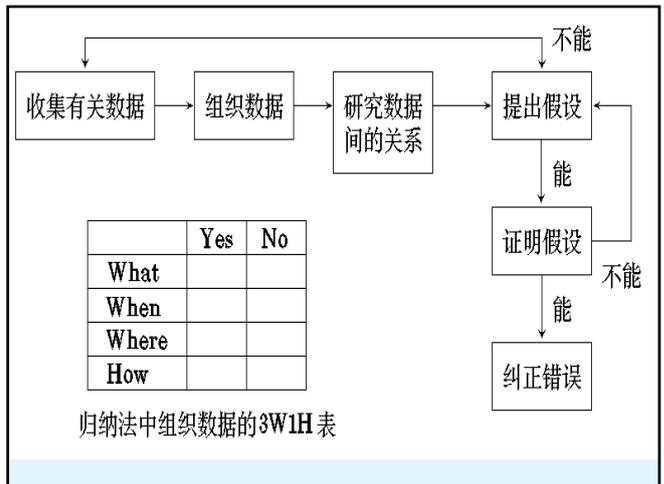 不能
收集有关数据
组织数据
研究数据
间的关系
提出假设
能
证明假设
不能
能
纠正错误
Yes No
What
When
Where
How
归纳法中组织数据的3W1H表